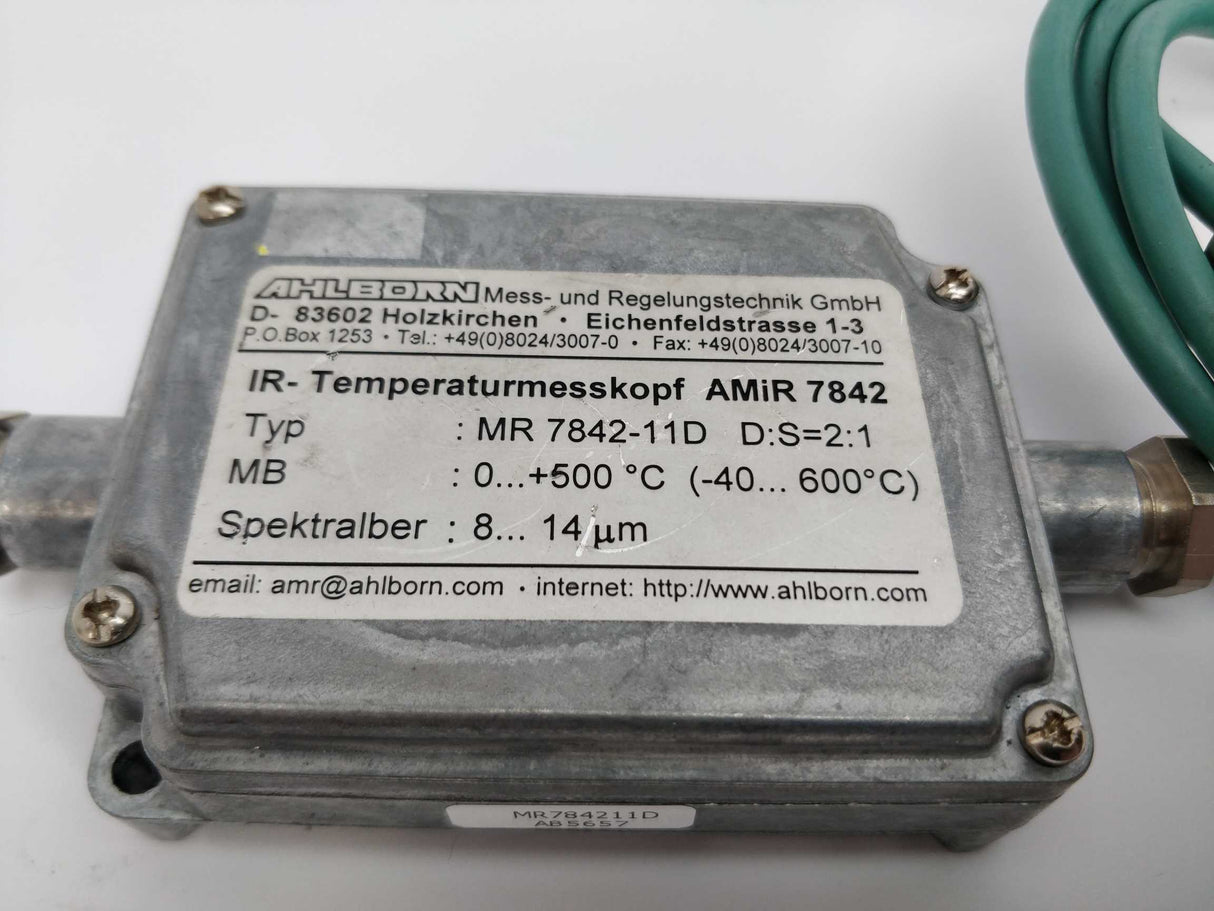 AHLBORN Mess- und Regelungstechnik GmbH
D- 83602 Holzkirchen · Eichenfeldstrasse 1-3
P.O.Box 1253 · Tel.: +49(0)8024/3007-0 · Fax: +49(0)8024/3007-10
IR- Temperaturmesskopf AMiR 7842
Typ : MR 7842-11D D:S=2:1
MB : 0...+500 °C (-40... 600°C)
Spektralber : 8... 14 µm
email: amr@ahlborn.com · internet: http://www.ahlborn.com
MR784211D
AB5657